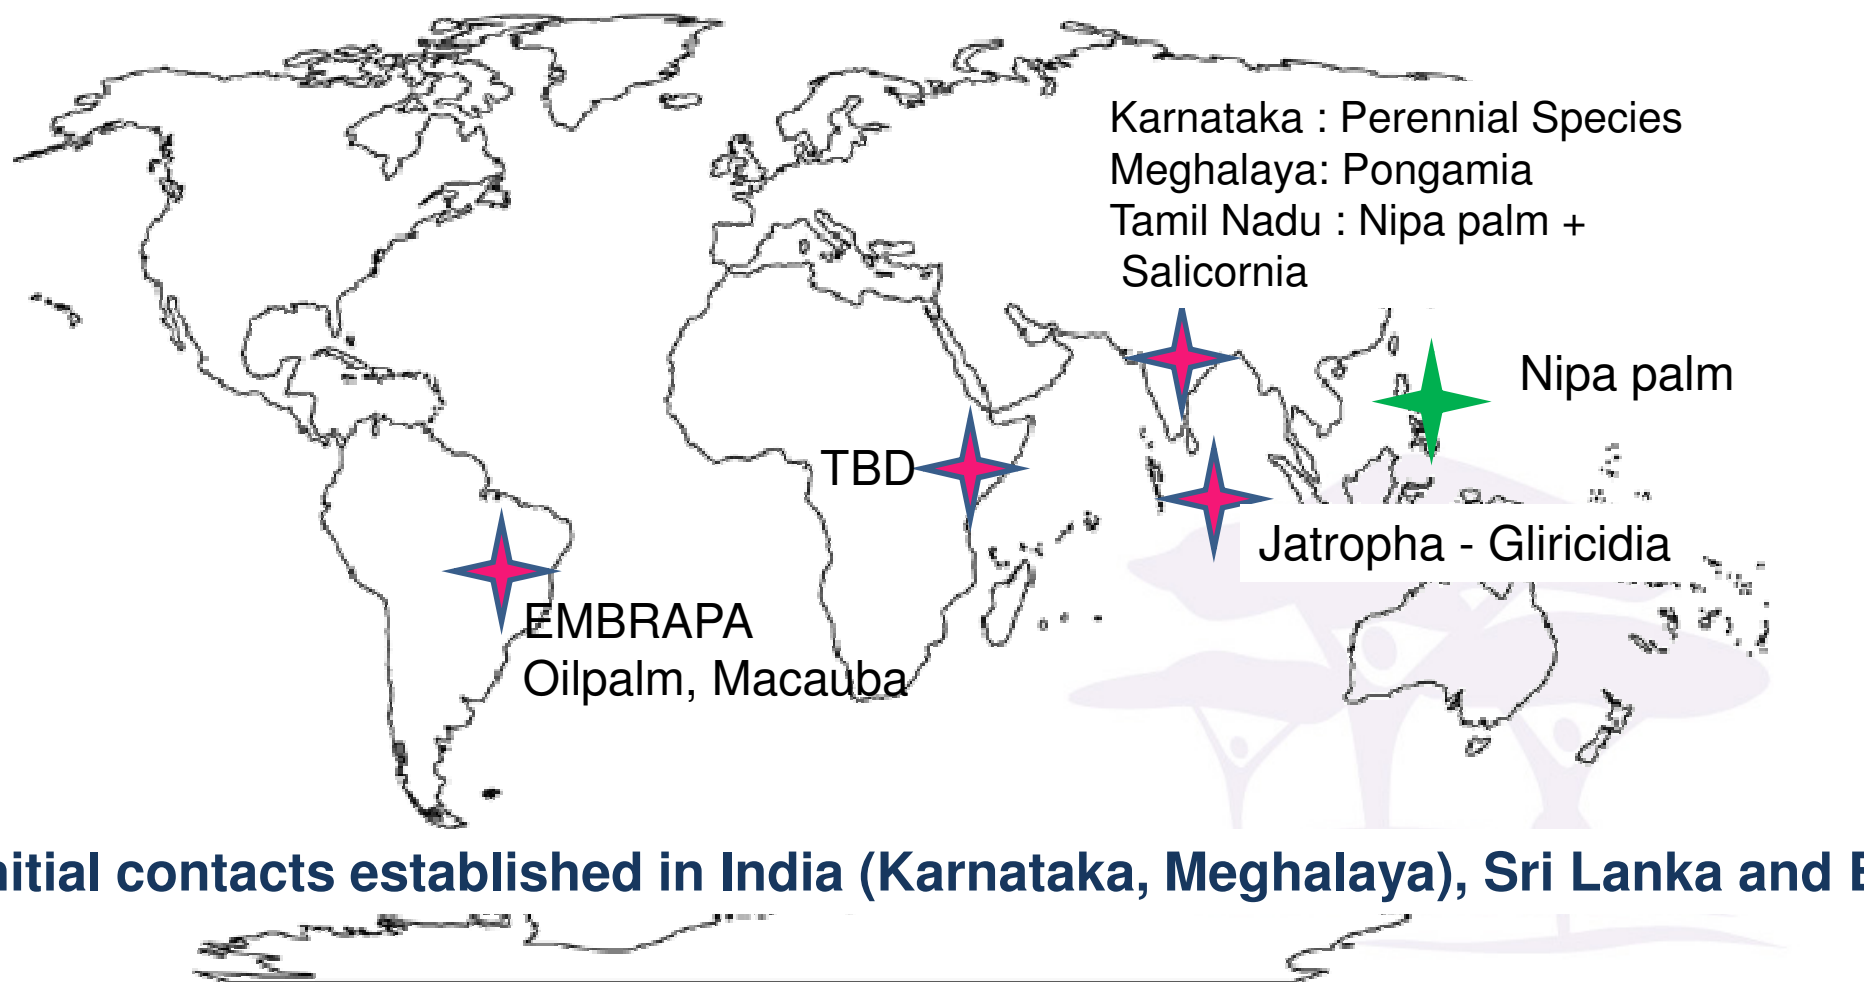 Karnataka : Perennial Species
Meghalaya: Pongamia
Tamil Nadu : Nipa palm +
Salicornia
Nipa palm
TBD
Jatropha - Gliricidia
EMBRAPA
Oilpalm, Macauba
nitial contacts established in India (Karnataka, Meghalaya), Sri Lanka and